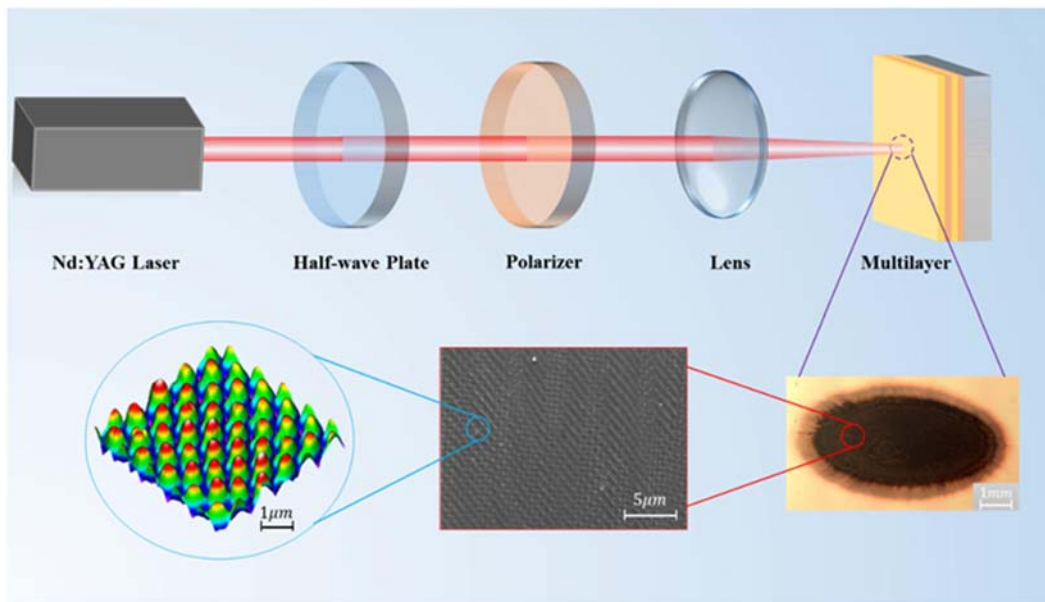 Nd:YAG Laser
Half-wave Plate
Polarizer
Lens
Multilayer
1μm
5μm
1mm